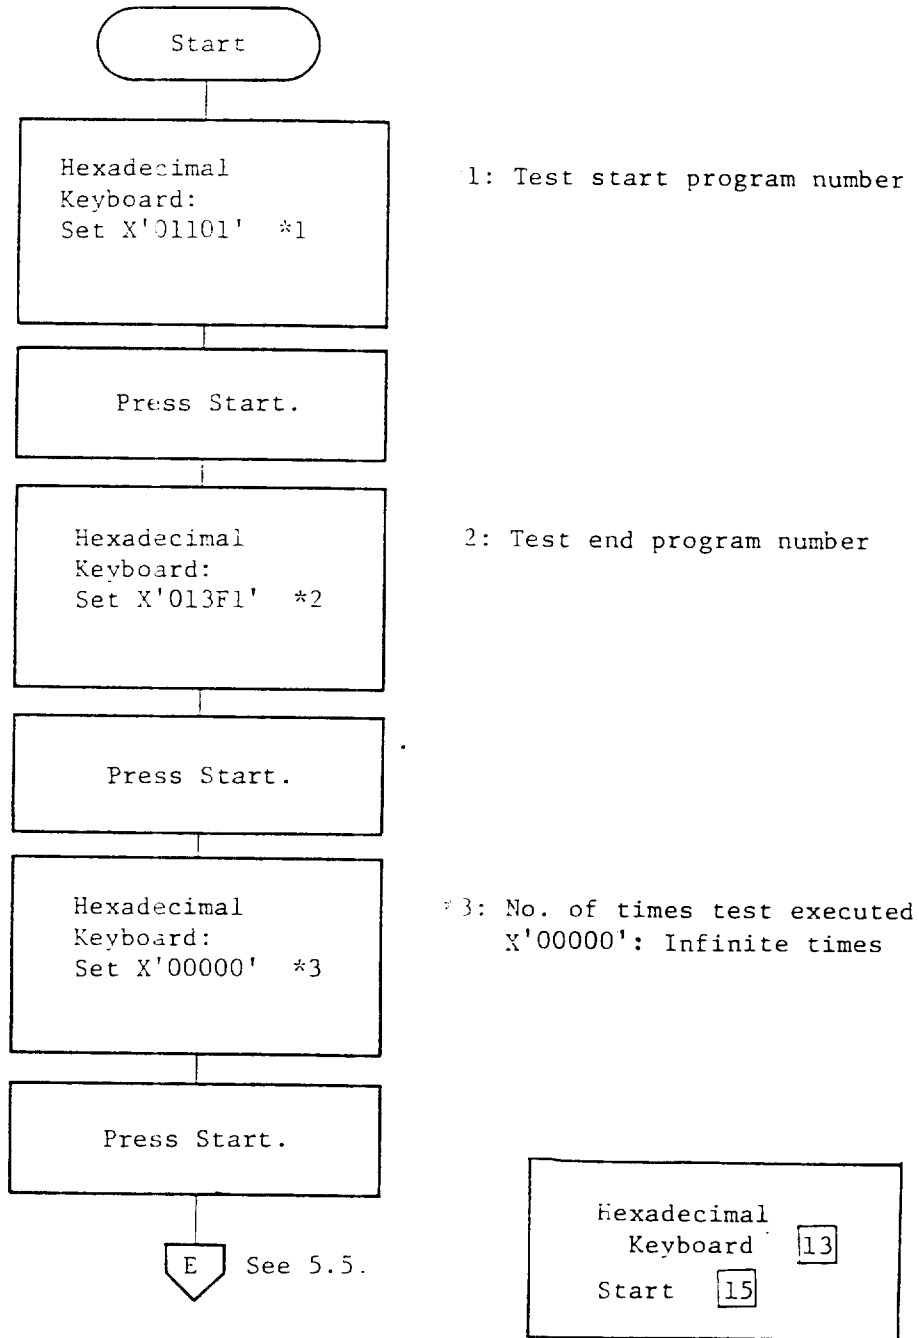 Start
Hexadecimal
Keyboard:
Set X'01101' *1
1: Test start program number
Press Start.
Hexadecimal
Keyboard:
Set X'013F1' *2
2: Test end program number
Press Start.
Hexadecimal
Keyboard:
Set X'00000' *3
*3: No. of times test executed
X'00000': Infinite times
Press Start.
E See 5.5.
Hexadecimal
Keyboard 13
Start 15